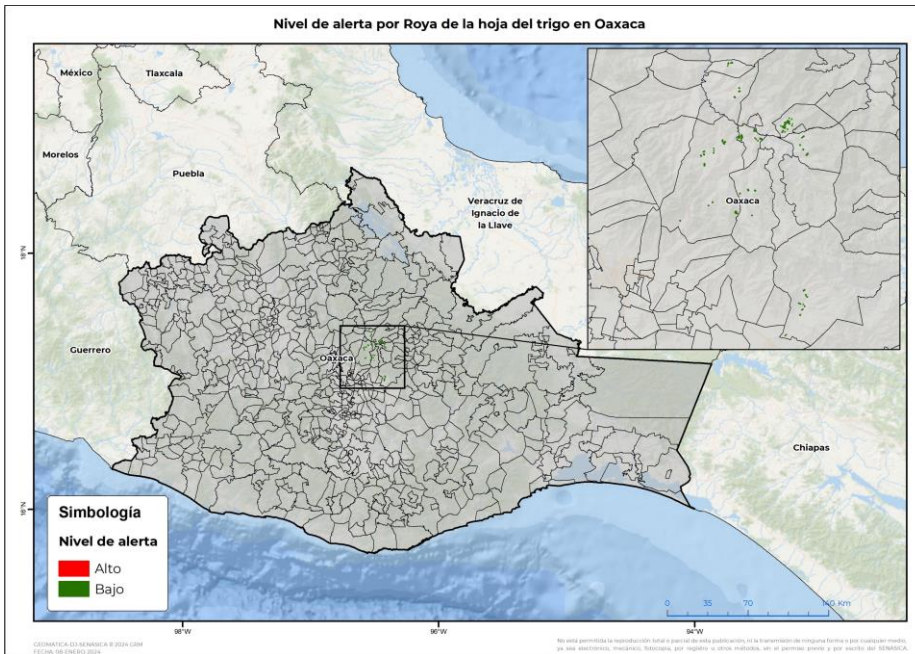 Nivel de alerta por Roya de la hoja del trigo en Oaxaca
México
Tlaxcala
Morelos
Puebla
Veracruz de
Ignacio de
la Llave
Oaxaca
18°N
Guerrero
Oaxaca
Chiapas
Simbología
Nivel de alerta
Alto
Bajo
0 35 70 140 Km
98°W 96°W 94°W
GEOMÁTICA-DJ-SENASICA © 2024 GBM
FECHA: 08-ENERO-2024
No está permitida la reproducción total o parcial de esta publicación, ni la transmisión de ninguna forma o por cualquier medio,
ya sea electrónico, mecánico, fotocopia, por registro u otros métodos, sin el permiso previo y por escrito del SENASICA.